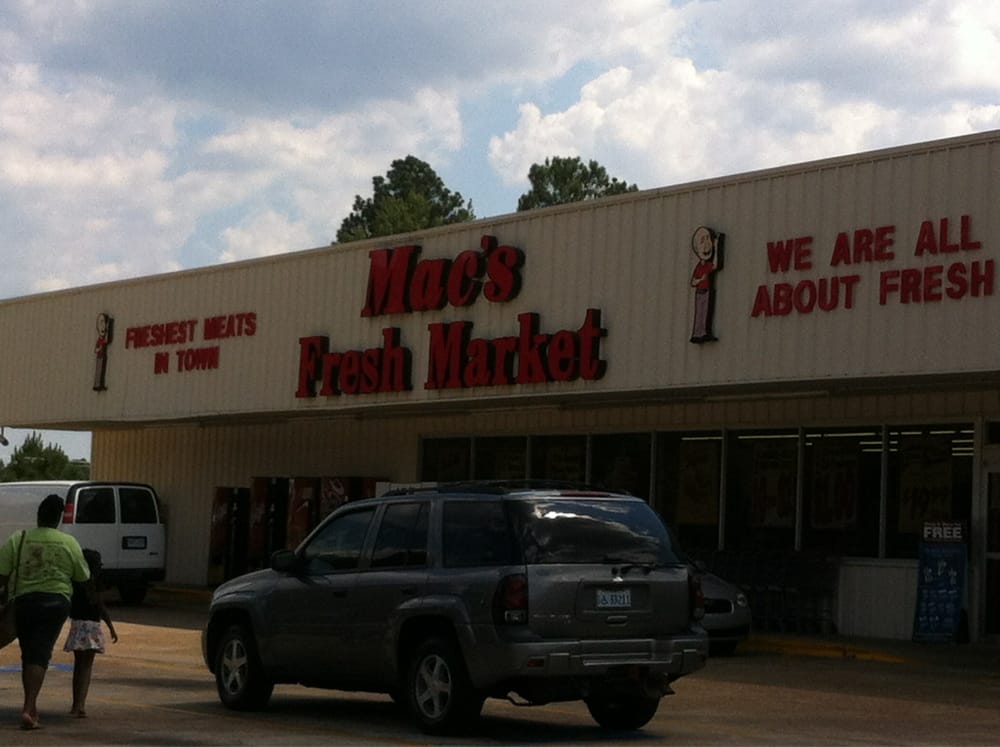 FRESHEST MEATS
IN TOWN
Mac's
Fresh Market
WE ARE ALL
ABOUT FRESH
FREE